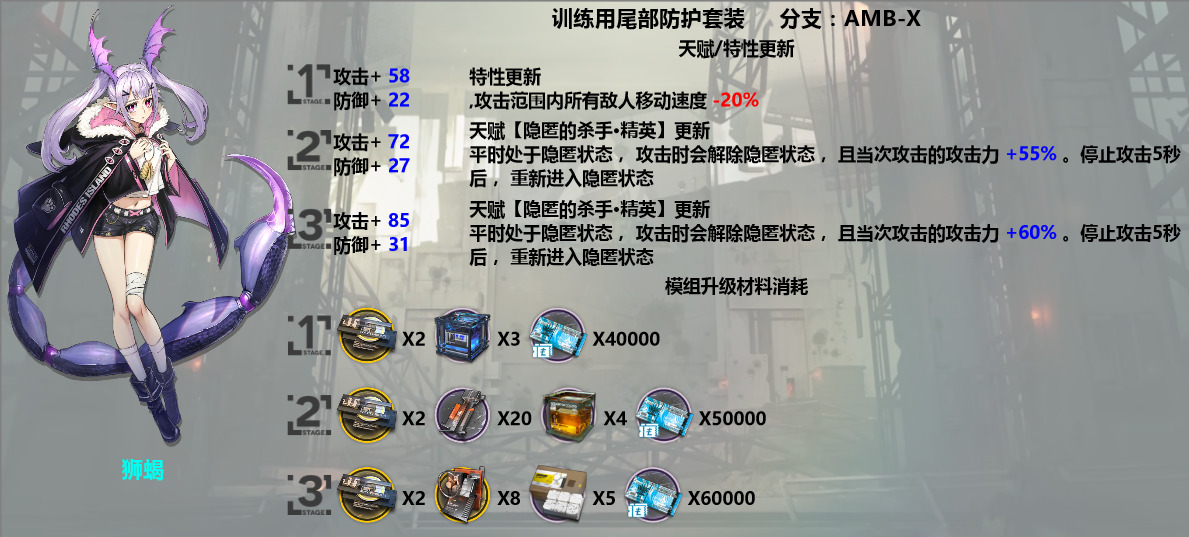 训练用尾部防护套装 分支：AMB-X
天赋/特性更新
1 STAGE. 攻击+ 58 特性更新
防御+ 22 ,攻击范围内所有敌人移动速度 -20%
天赋【隐匿的杀手·精英】更新
2 STAGE. 攻击+ 72 平时处于隐匿状态，攻击时会解除隐匿状态，且当次攻击的攻击力 +55% 。停止攻击5秒
防御+ 27 后，重新进入隐匿状态
天赋【隐匿的杀手·精英】更新
3 STAGE. 攻击+ 85 平时处于隐匿状态，攻击时会解除隐匿状态，且当次攻击的攻击力 +60% 。停止攻击5秒
防御+ 31 后，重新进入隐匿状态
模组升级材料消耗
1 STAGE. X2 X3 X40000
2 STAGE. X2 X20 X4 X50000
3 STAGE. X2 X8 X5 X60000
RHODES ISLAND
狮蝎